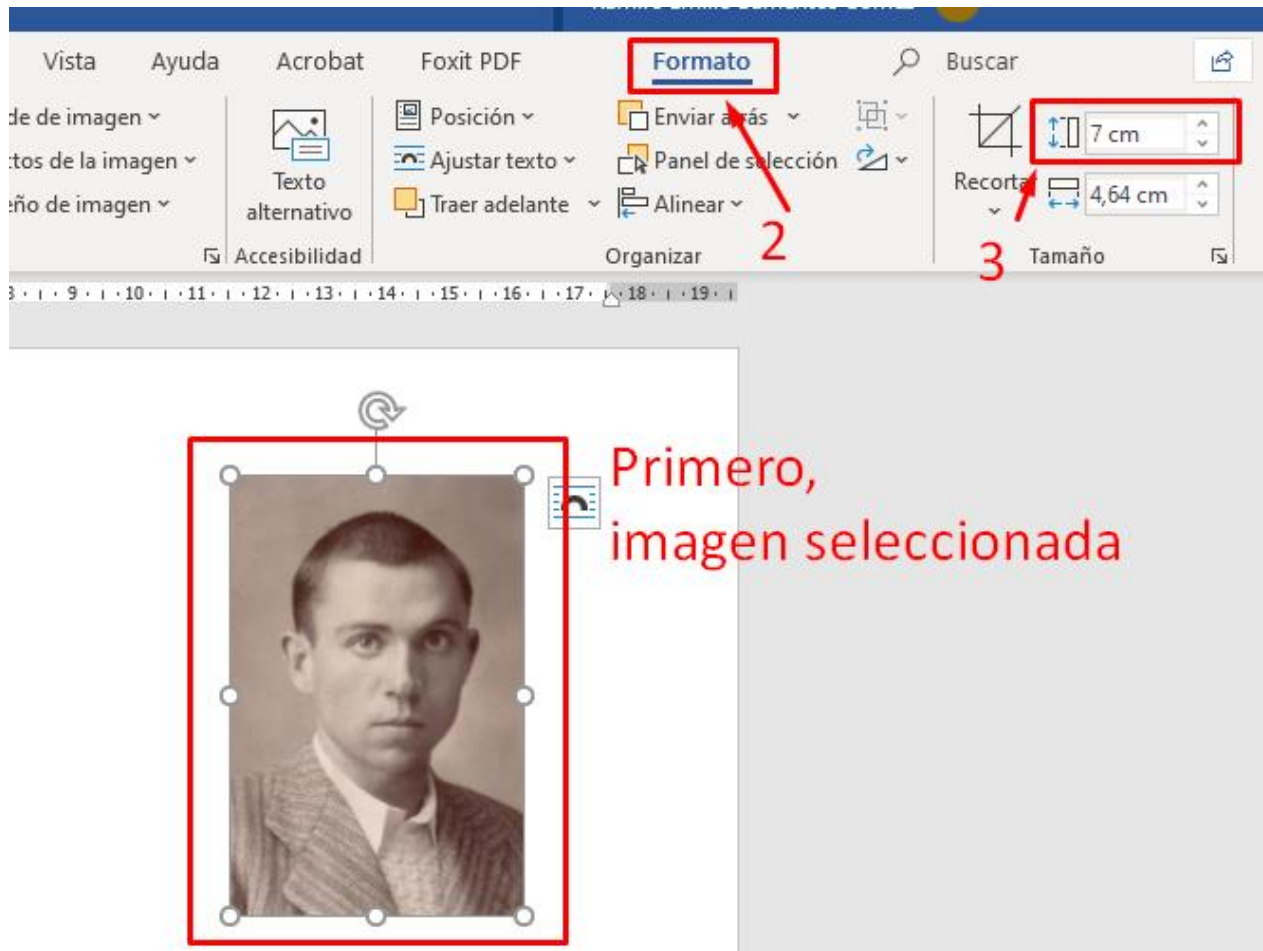 Vista Ayuda Acrobat Foxit PDF Formato Buscar
de de imagen Posición Enviar atrás 7 cm
ctos de la imagen Ajustar texto Panel de selección
Texto alternativo Recortar 4,64 cm
eño de imagen Traer adelante Alinear
2
3
Accesibilidad Organizar Tamaño
9 10 11 12 13 14 15 16 17 18 19
Primero,
imagen seleccionada